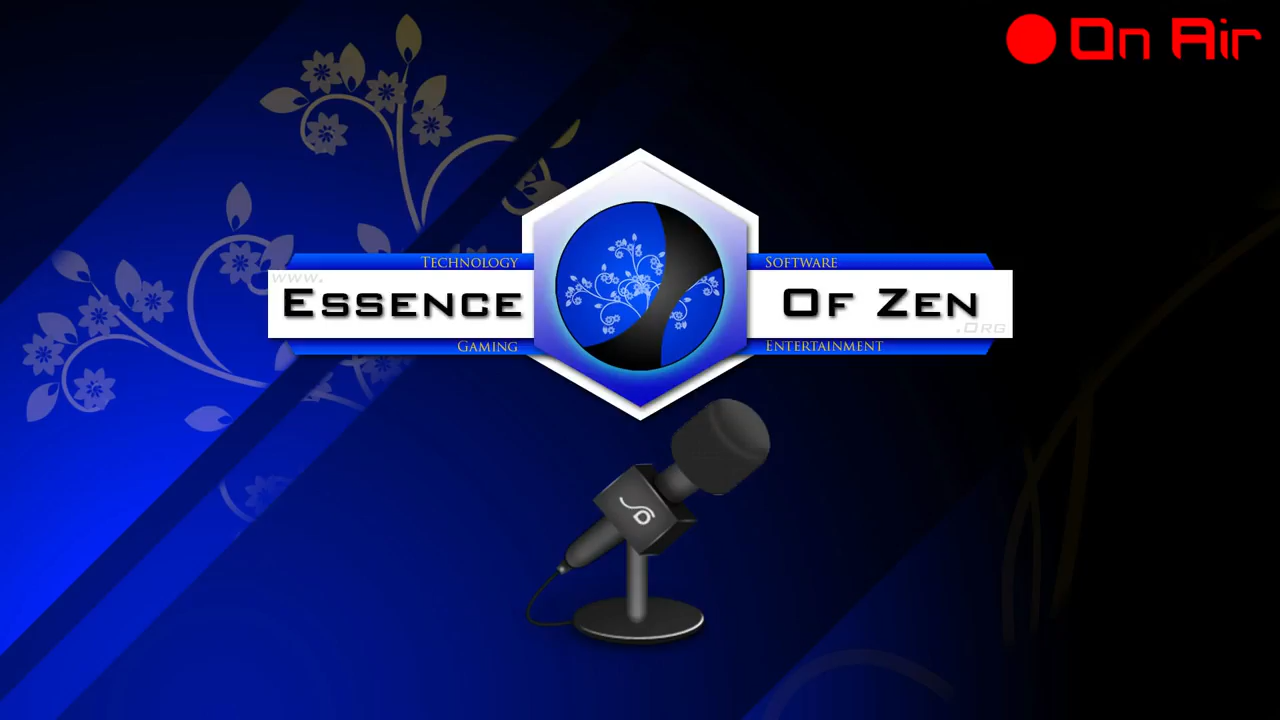 On Air
Technology
Software
www.
Essence
Of Zen
.Org
Gaming
Entertainment